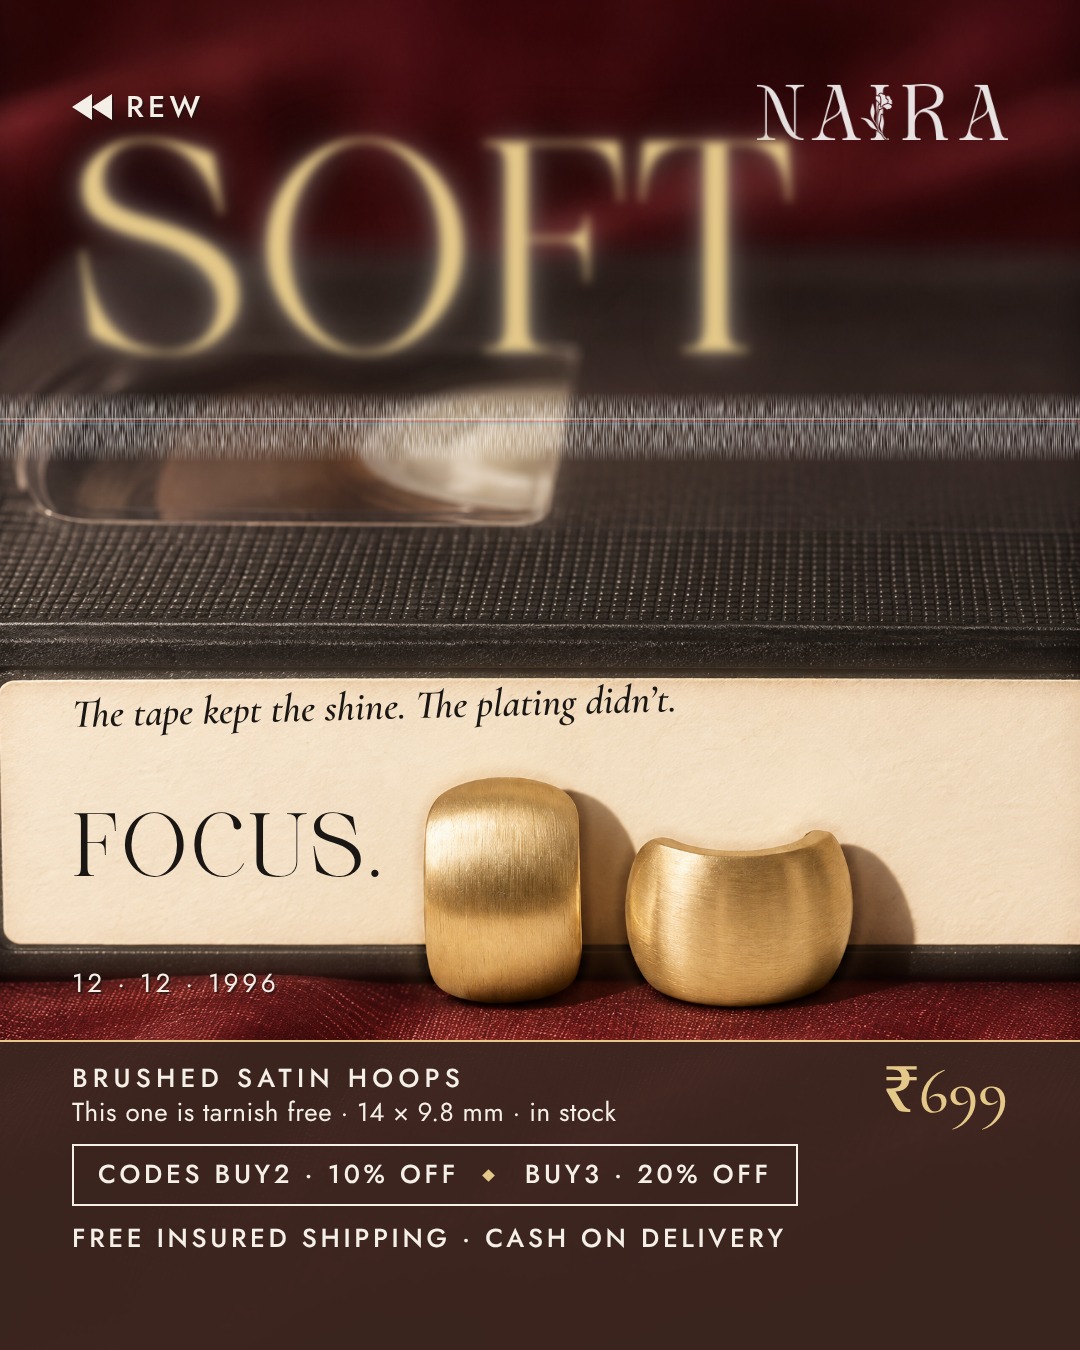 REW
NAIRA
SOFT
The tape kept the shine. The plating didn’t.
FOCUS.
12 · 12 · 1996
BRUSHED SATIN HOOPS
₹699
This one is tarnish free · 14 × 9.8 mm · in stock
CODES BUY2 · 10% OFF ◆ BUY3 · 20% OFF
FREE INSURED SHIPPING · CASH ON DELIVERY